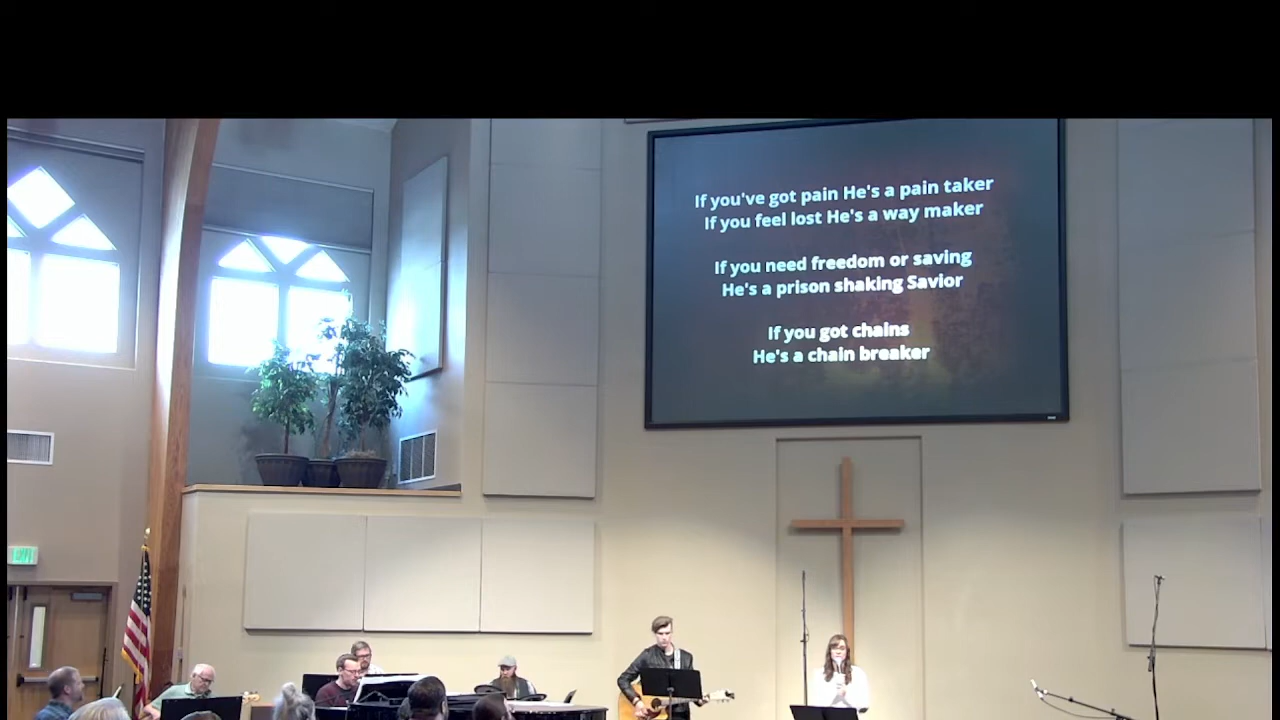 If you've got pain He's a pain taker
If you feel lost He's a way maker
If you need freedom or saving
He's a prison shaking Savior
If you got chains
He's a chain breaker